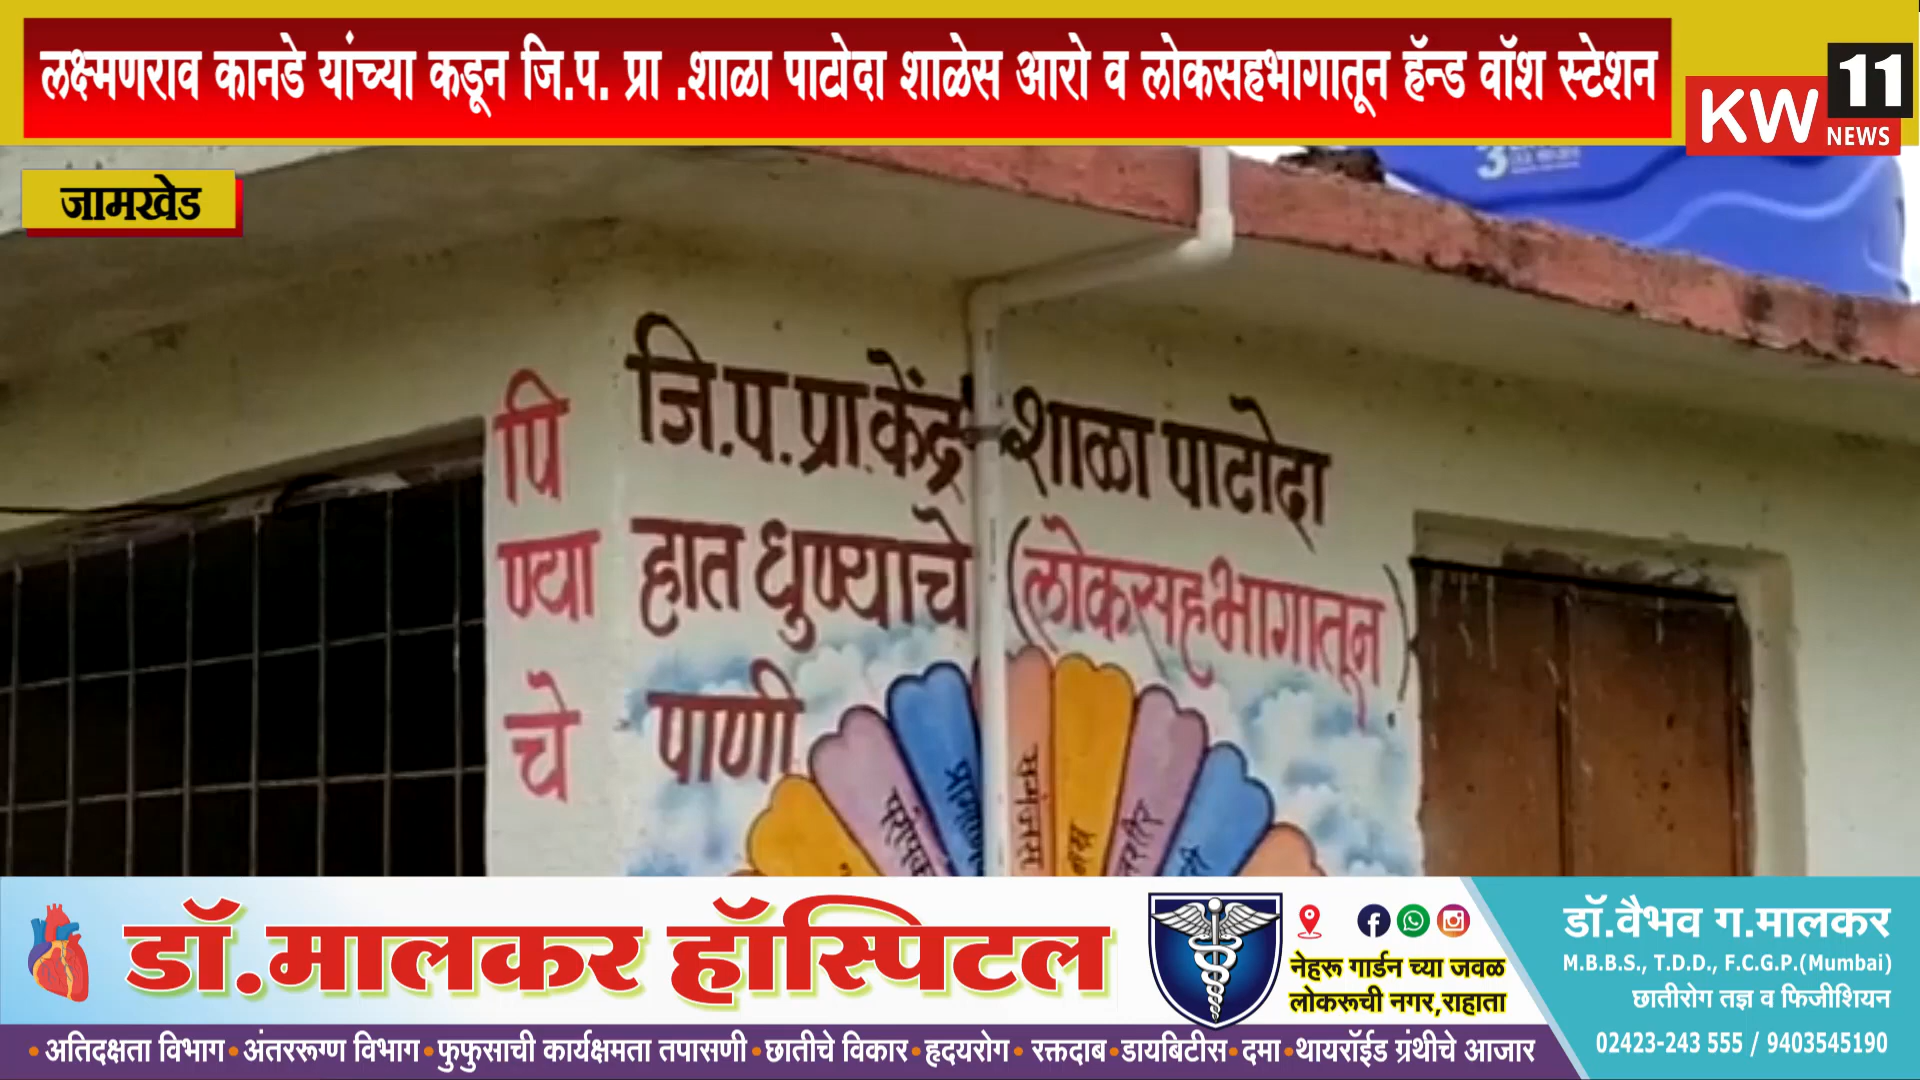 लक्ष्मणराव कानडे यांच्या कडून जि.प. प्रा .शाळा पाटोदा शाळेस आरो व लोकसहभागातून हॅन्ड वॉश स्टेशन
KW 11
NEWS
जामखेड
3
जि.प.प्रा.केंद्र शाळा पाटोदा
हात धुण्याचे (लोकसहभागातून)
पाणी
पि
ण्या
चे
डॉ.मालकर हॉस्पिटल
नेहरू गार्डन च्या जवळ
लोकरूची नगर,राहाता
डॉ.वैभव ग.मालकर
M.B.B.S., T.D.D., F.C.G.P.(Mumbai)
छातीरोग तज्ञ व फिजीशियन
02423-243 555 / 9403545190
•अतिदक्षता विभाग•अंतररूग्ण विभाग•फुफुसाची कार्यक्षमता तपासणी•छातीचे विकार•हृदयरोग• रक्तदाब•डायबिटीस•दमा•थायरॉईड ग्रंथीचे आजार